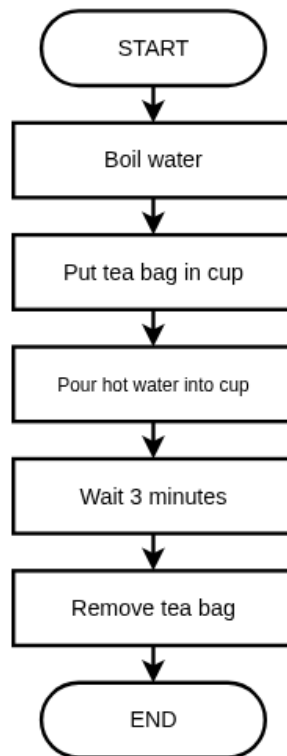 START
Boil water
Put tea bag in cup
Pour hot water into cup
Wait 3 minutes
Remove tea bag
END